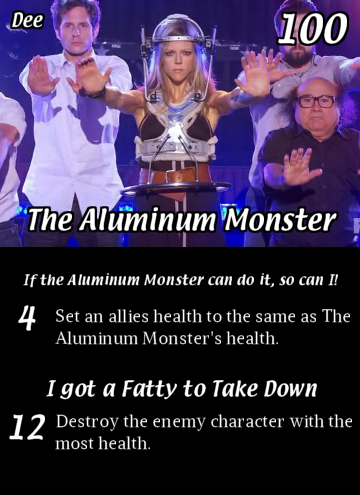 Dee
100
The Aluminum Monster
If the Aluminum Monster can do it, so can I!
4 Set an allies health to the same as The
Aluminum Monster's health.
I got a Fatty to Take Down
12 Destroy the enemy character with the
most health.